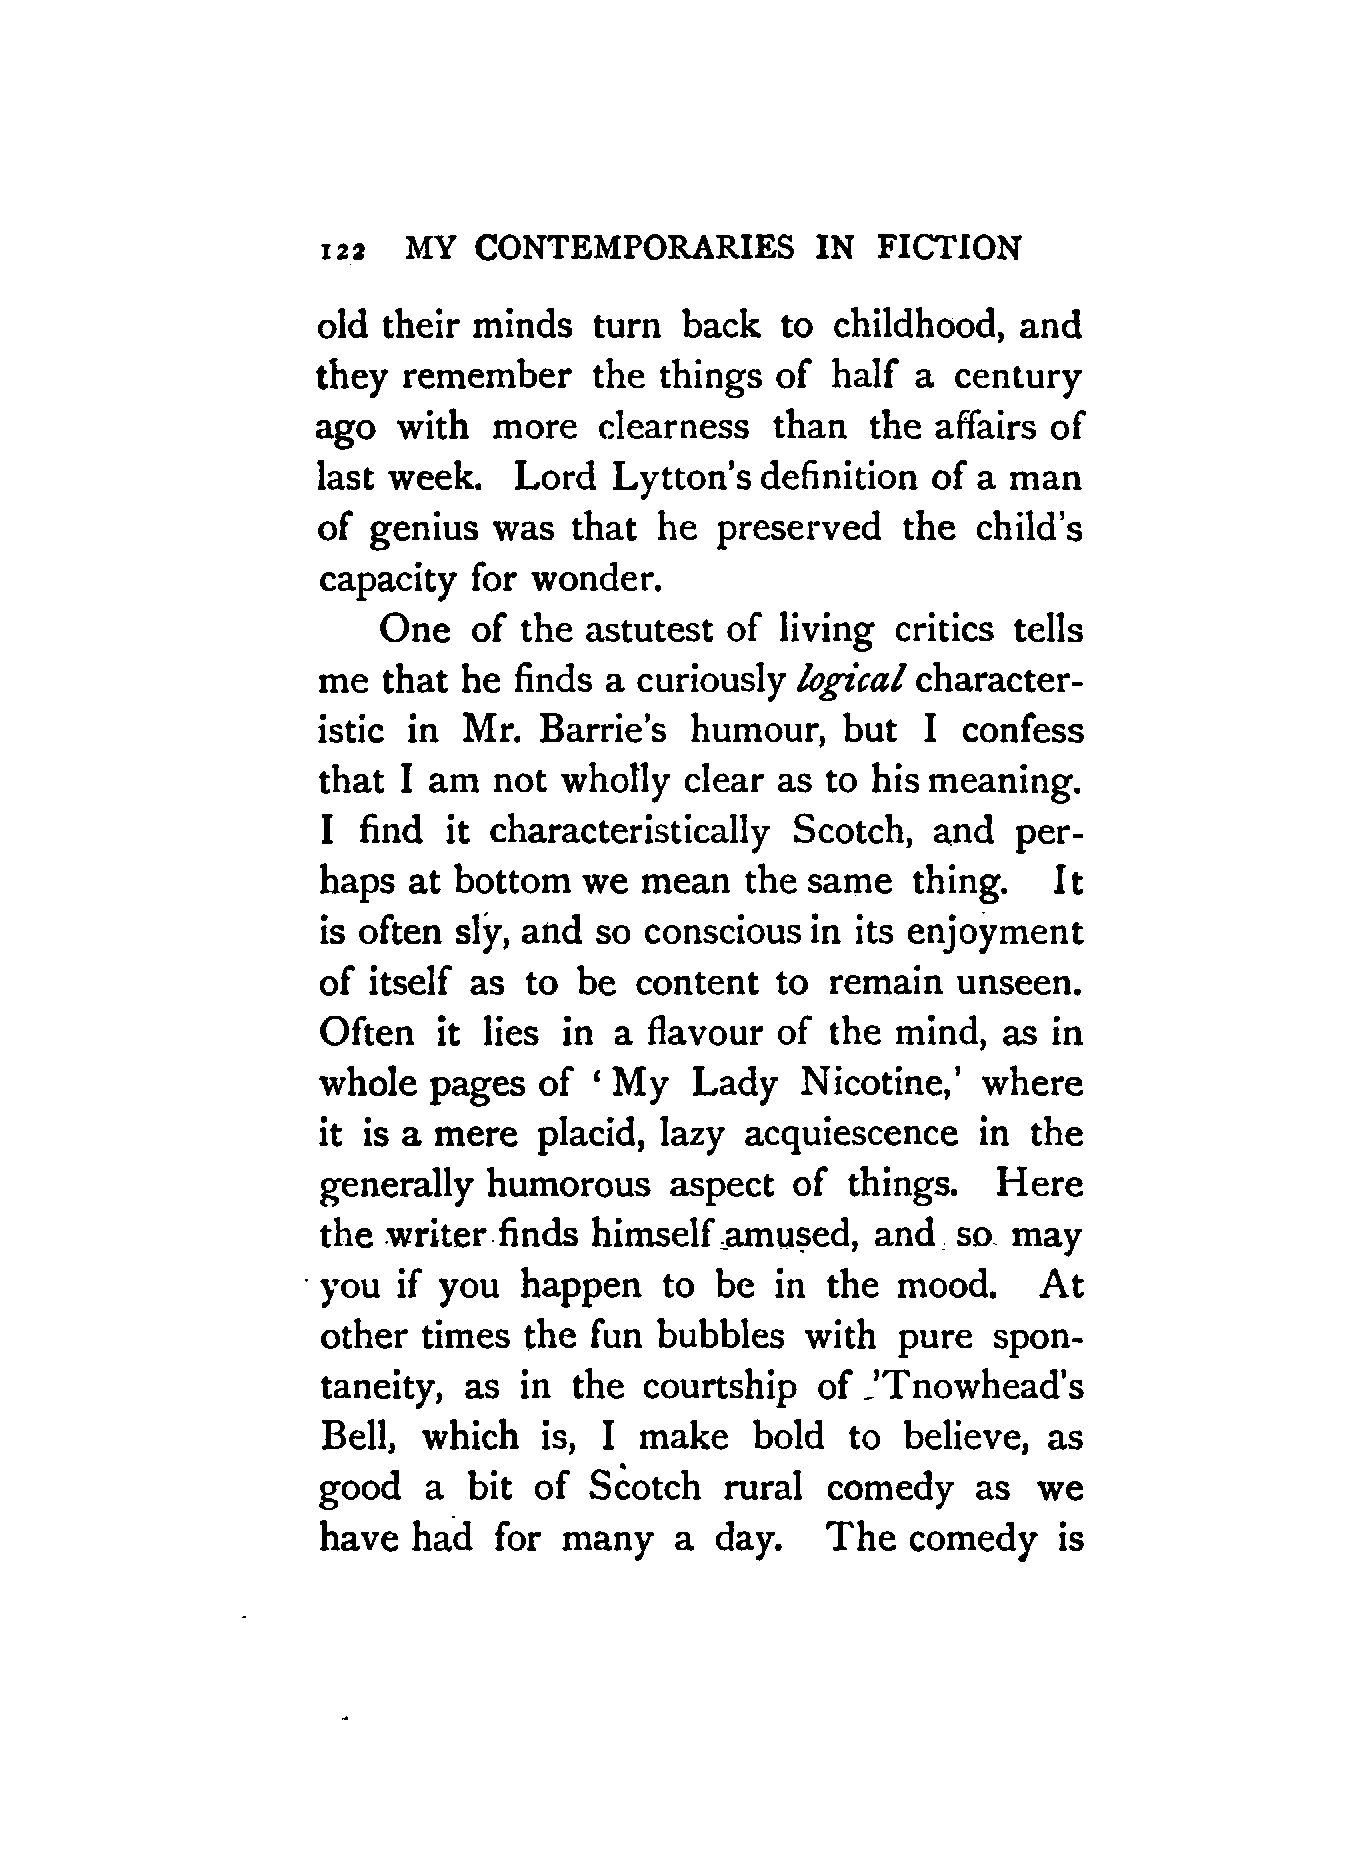 122 MY CONTEMPORARIES IN FICTION
old their minds turn back to childhood, and
they remember the things of half a century
ago with more clearness than the affairs of
last week. Lord Lytton's definition of a man
of genius was that he preserved the child's
capacity for wonder.
One of the astutest of living critics tells
me that he finds a curiously logical character-
istic in Mr. Barrie's humour, but I confess
that I am not wholly clear as to his meaning.
I find it characteristically Scotch, and per-
haps at bottom we mean the same thing. It
is often sly, and so conscious in its enjoyment
of itself as to be content to remain unseen.
Often it lies in a flavour of the mind, as in
whole pages of ‘My Lady Nicotine,’ where
it is a mere placid, lazy acquiescence in the
generally humorous aspect of things. Here
the writer finds himself amused, and so may
you if you happen to be in the mood. At
other times the fun bubbles with pure spon-
taneity, as in the courtship of 'Tnowhead's
Bell, which is, I make bold to believe, as
good a bit of Scotch rural comedy as we
have had for many a day. The comedy is